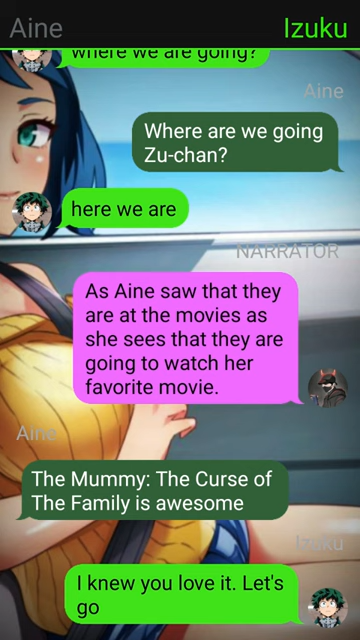 Aine
Izuku
where we are going?
Aine
Where are we going
Zu-chan?
here we are
NARRATOR
As Aine saw that they
are at the movies as
she sees that they are
going to watch her
favorite movie.
Aine
The Mummy: The Curse of
The Family is awesome
Izuku
I knew you love it. Let's
go